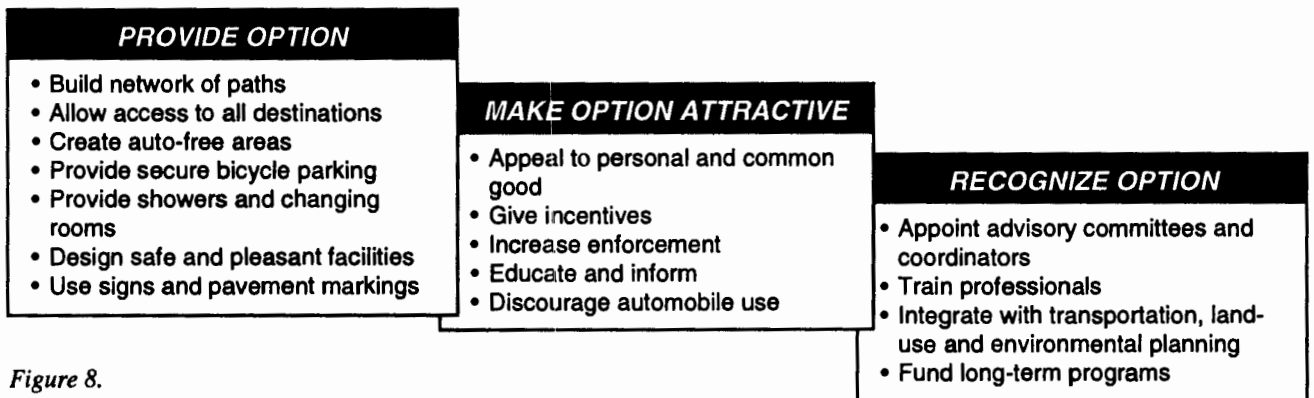 PROVIDE OPTION
• Build network of paths
• Allow access to all destinations
• Create auto-free areas
• Provide secure bicycle parking
• Provide showers and changing
rooms
• Design safe and pleasant facilities
• Use signs and pavement markings
MAKE OPTION ATTRACTIVE
• Appeal to personal and common
good
• Give incentives
• Increase enforcement
• Educate and inform
• Discourage automobile use
RECOGNIZE OPTION
• Appoint advisory committees and
coordinators
• Train professionals
• Integrate with transportation, land-
use and environmental planning
• Fund long-term programs
Figure 8.